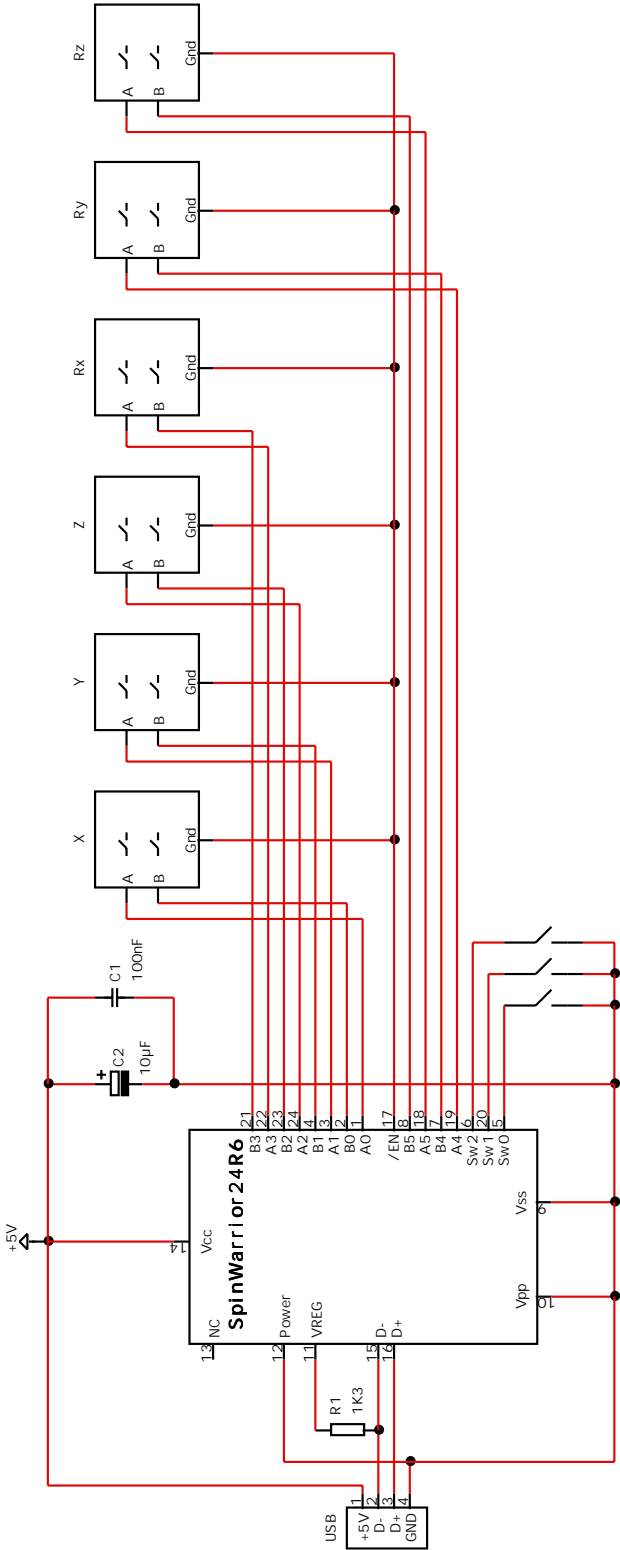 Rz
A
B
Gnd
Ry
A
B
Gnd
Rx
A
B
Gnd
Z
A
B
Gnd
Y
A
B
Gnd
X
A
B
Gnd
C1
100nF
C2
+
10µF
+5V
SpinWarrior24R6
14 Vcc
13 NC
12 Power
11 VREG
15 D-
16 D+
21 B3
22 A3
23 B2
24 A2
4 B1
3 A1
2 B0
1 A0
17 /EN
8 B5
18 A5
7 B4
19 A4
6 Sw2
20 Sw1
5 Sw0
Vss 9
Vpp 10
R1
1K3
USB
+5V 1
D- 2
D+ 3
GND 4